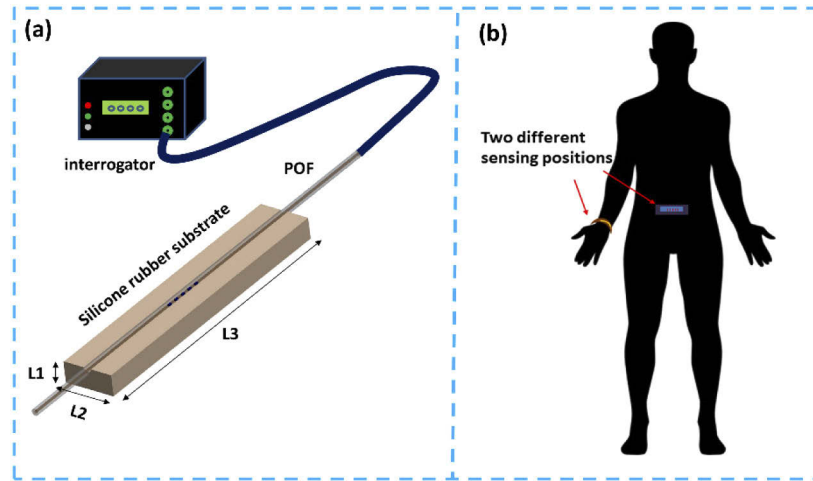 (a)
interrogator
POF
Silicone rubber substrate
L1
L2
L3
(b)
Two different
sensing positions